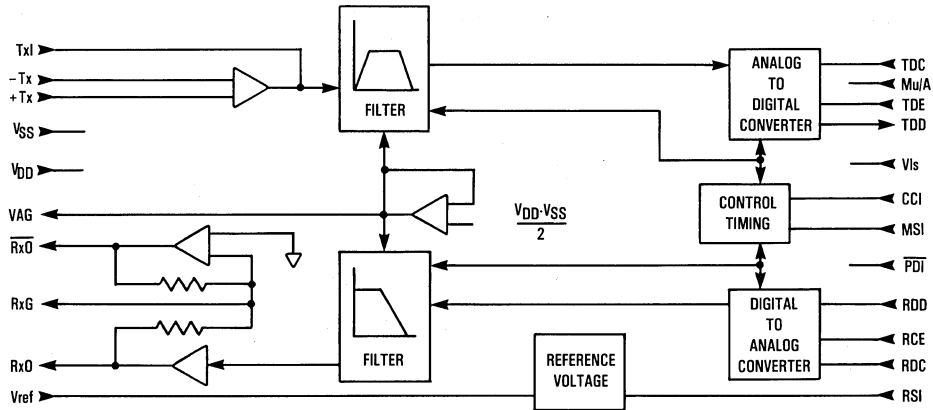 TxI
−Tx
+Tx
VSS
VDD
VAG
RxO
RxG
RxO
Vref
FILTER
VDD-VSS
2
FILTER
REFERENCE
VOLTAGE
ANALOG
TO
DIGITAL
CONVERTER
CONTROL
TIMING
DIGITAL
TO
ANALOG
CONVERTER
TDC
Mu/A
TDE
TDD
VIs
CCI
MSI
PDI
RDD
RCE
RDC
RSI